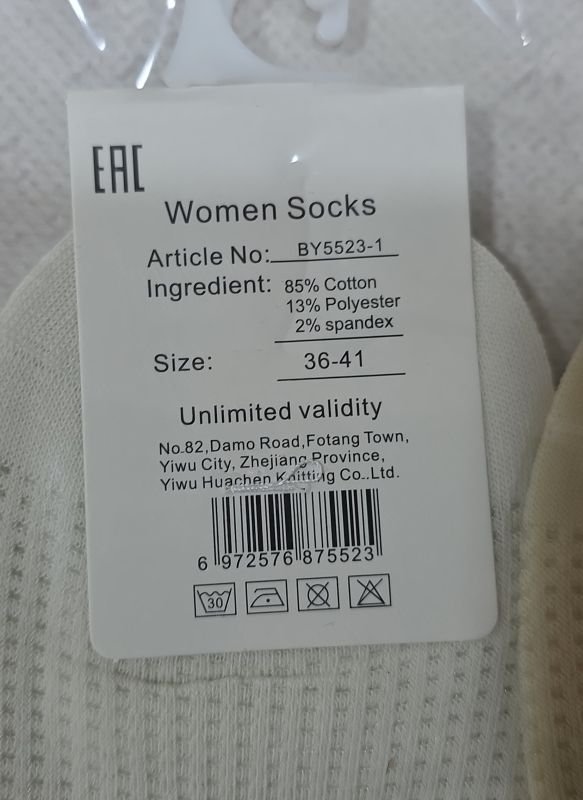 EAC
Women Socks
Article No: BY5523-1
Ingredient: 85% Cotton
13% Polyester
2% spandex
Size: 36-41
Unlimited validity
No.82,Damo Road,Fotang Town,
Yiwu City, Zhejiang Province,
Yiwu Huachen Knitting Co..Ltd.
6 972576 875523
30